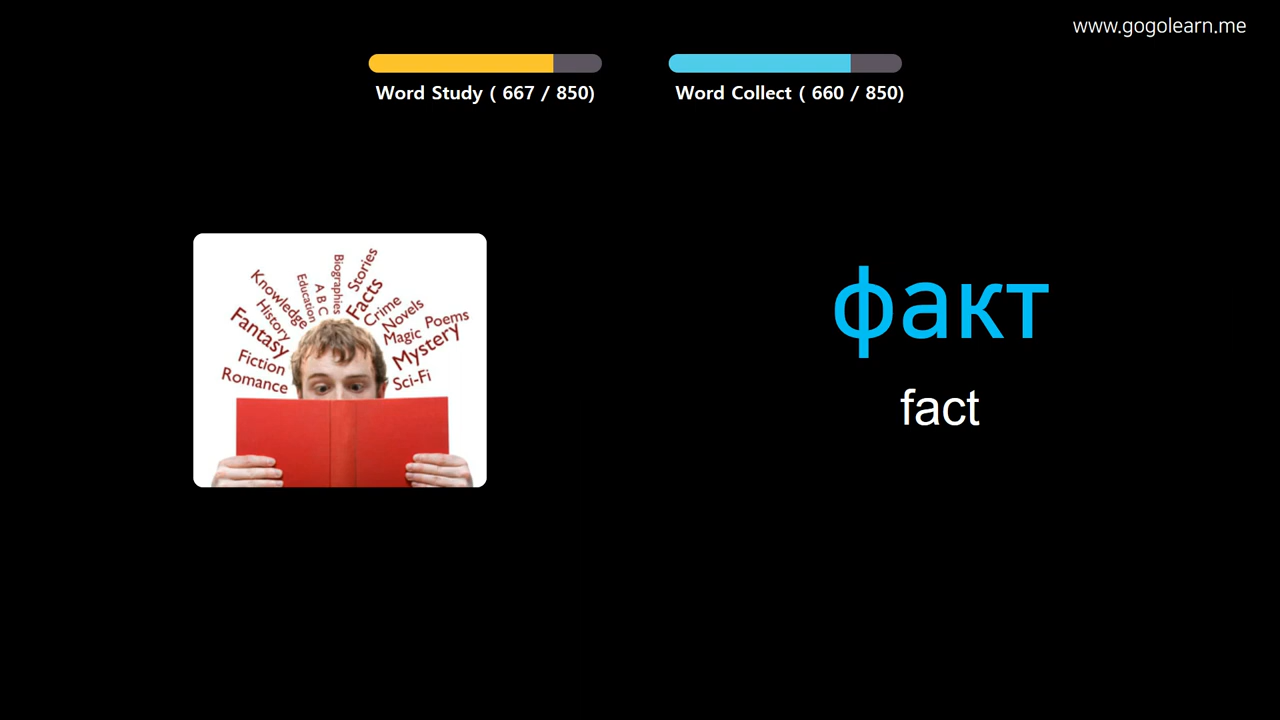 www.gogolearn.me
Word Study ( 667 / 850)
Word Collect ( 660 / 850)
Knowledge
History
Fantasy
Fiction
Romance
Education
A B C
Biographies
Stories
Facts
Crime
Novels
Magic
Poems
Mystery
Sci-Fi
факт
fact